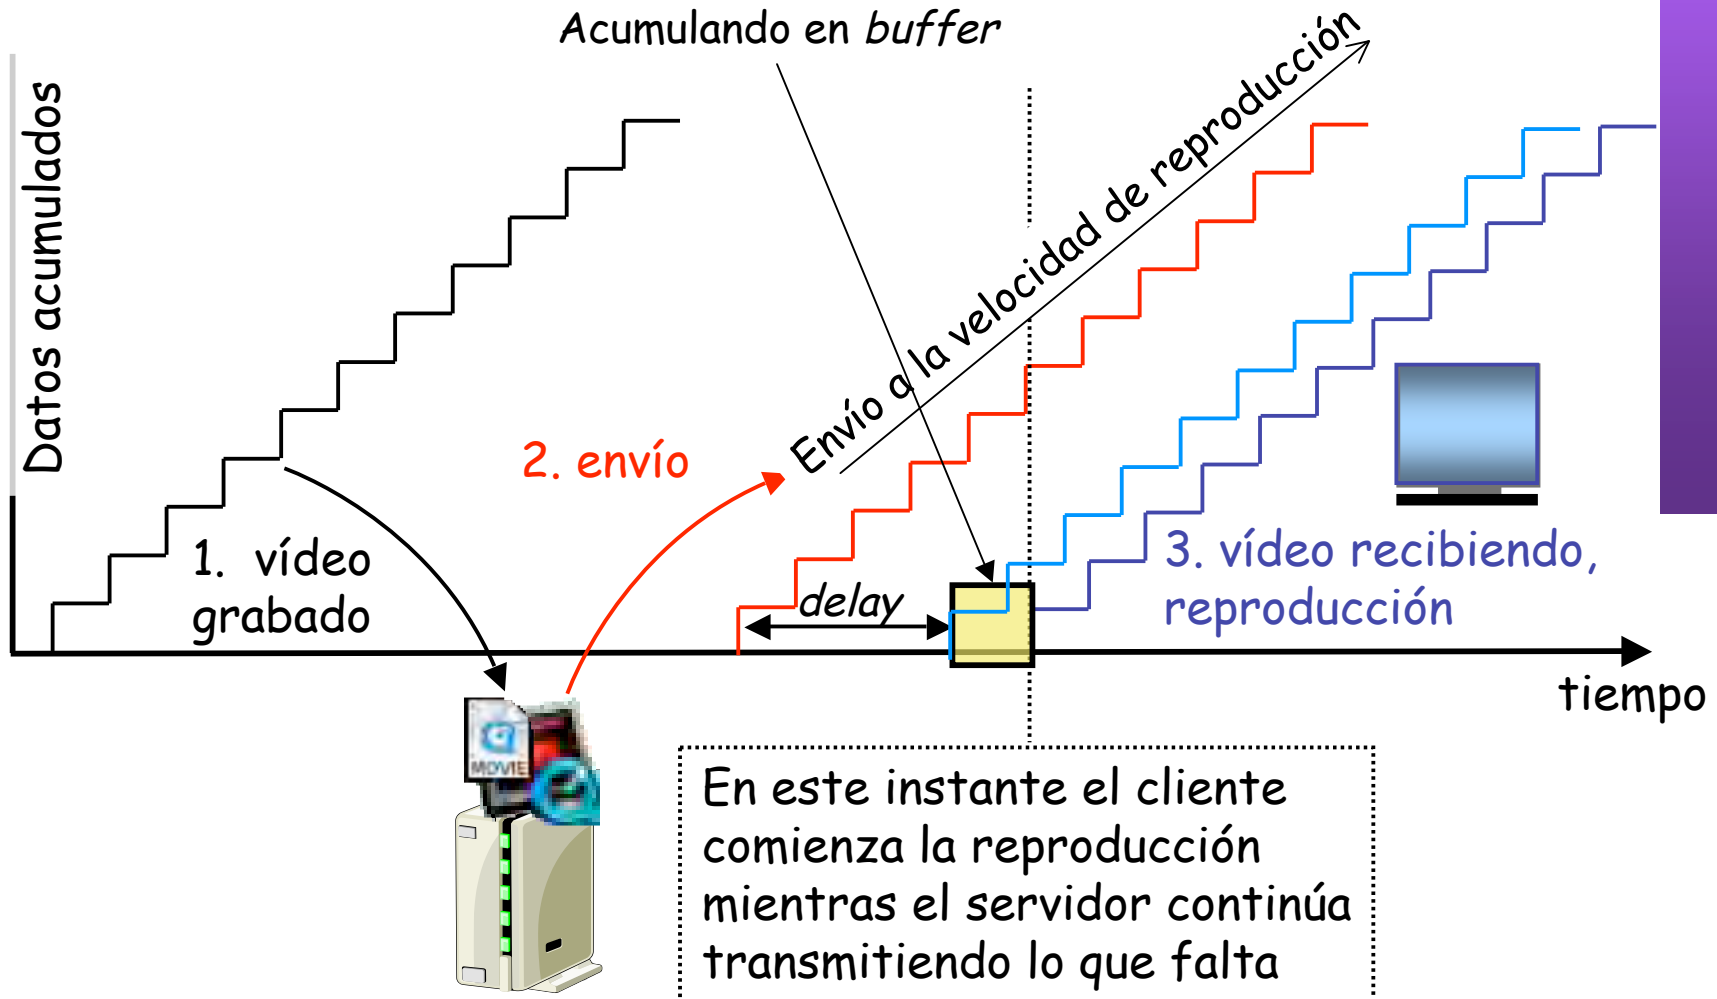 Acumulando en buffer
Datos acumulados
Envío a la velocidad de reproducción
2. envío
1. vídeo
grabado
delay
3. vídeo recibiendo,
reproducción
tiempo
MOVIE
En este instante el cliente
comienza la reproducción
mientras el servidor continúa
transmitiendo lo que falta